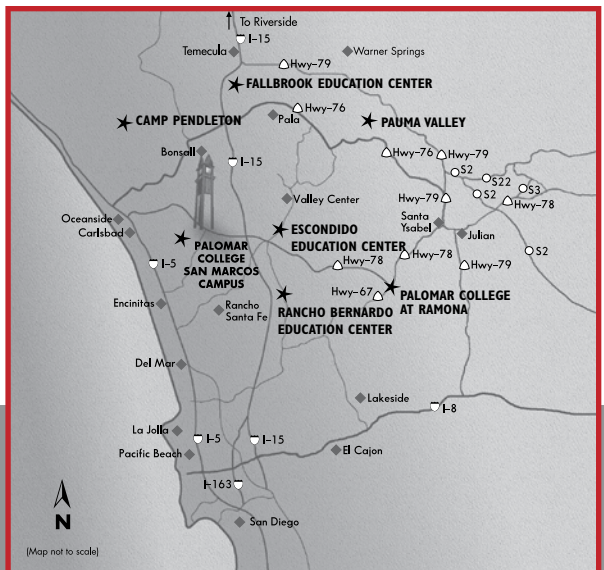 To Riverside
I-15
Temecula
Warner Springs
Hwy-79
FALLBROOK EDUCATION CENTER
Hwy-76
CAMP PENDLETON
Pala
PAUMA VALLEY
Bonsall
I-15
Hwy-76
Hwy-79
S2
S22
S2
S3
Hwy-79
Hwy-78
Valley Center
Oceanside
Carlsbad
Santa
Ysabel
Julian
ESCONDIDO
EDUCATION CENTER
PALOMAR
COLLEGE
SAN MARCOS
CAMPUS
S2
I-5
Hwy-78
Hwy-78
Hwy-79
Encinitas
Rancho
Santa Fe
Hwy-67
PALOMAR COLLEGE
AT RAMONA
RANCHO BERNARDO
EDUCATION CENTER
Del Mar
Lakeside
I-8
La Jolla
I-5
I-15
Pacific Beach
El Cajon
I-163
N
San Diego
(Map not to scale)